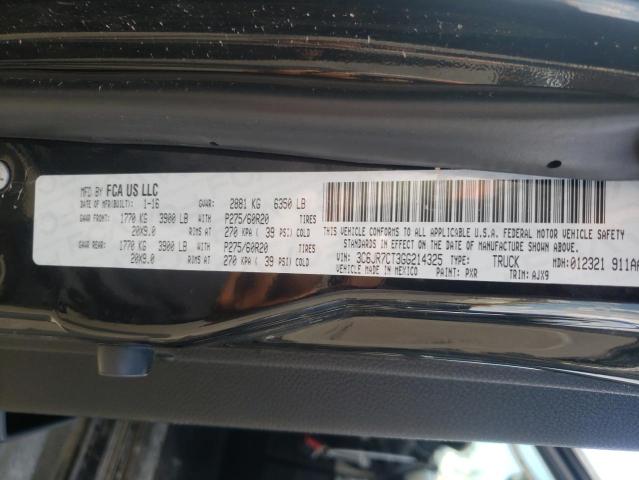 MFD BY FCA US LLC
DATE OF MFR(BUILT): 1-16 GVWR: 2881 KG 6350 LB
GAWR FRONT: 1770 KG 3900 LB WITH P275/60R20 TIRES
20X9.0 RIMS AT 270 KPA ( 39 PSI) COLD
GAWR REAR: 1770 KG 3900 LB WITH P275/60R20 TIRES
20X9.0 RIMS AT 270 KPA ( 39 PSI) COLD
THIS VEHICLE CONFORMS TO ALL APPLICABLE U.S.A. FEDERAL MOTOR VEHICLE SAFETY
STANDARDS IN EFFECT ON THE DATE OF MANUFACTURE SHOWN ABOVE.
VIN: 3C6JR7CT3GG214325 TYPE: TRUCK MDH: 012321 911AA
VEHICLE MADE IN MEXICO PAINT: PXR TRIM: AJX9